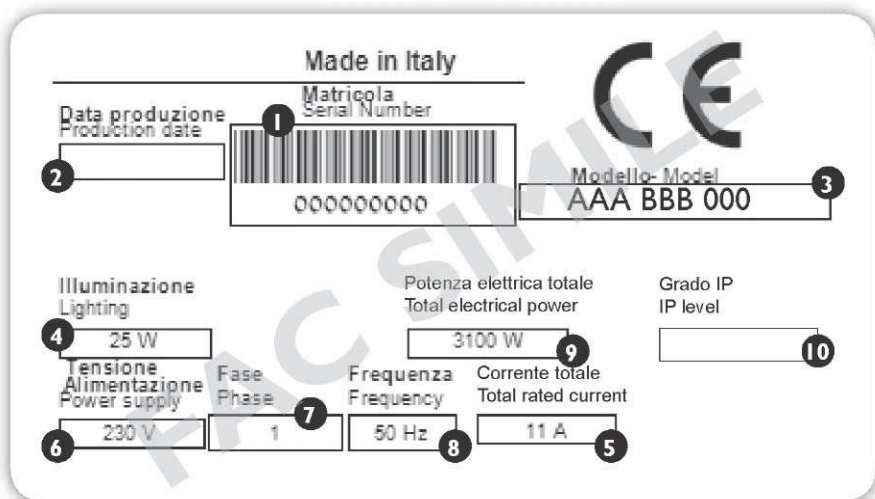 Made in Italy
CE
Matricola
Serial Number
Data produzione
Production date
1
2
000000000
Modello- Model
3
AAA BBB 000
Illuminazione
Lighting
4
25 W
Potenza elettrica totale
Total electrical power
3100 W
9
Grado IP
IP level
10
Tensione
Alimentazione
Power supply
6
230 V
Fase
Phase
7
1
Frequenza
Frequency
50 Hz
8
Corrente totale
Total rated current
11 A
5
FAC SIMILE